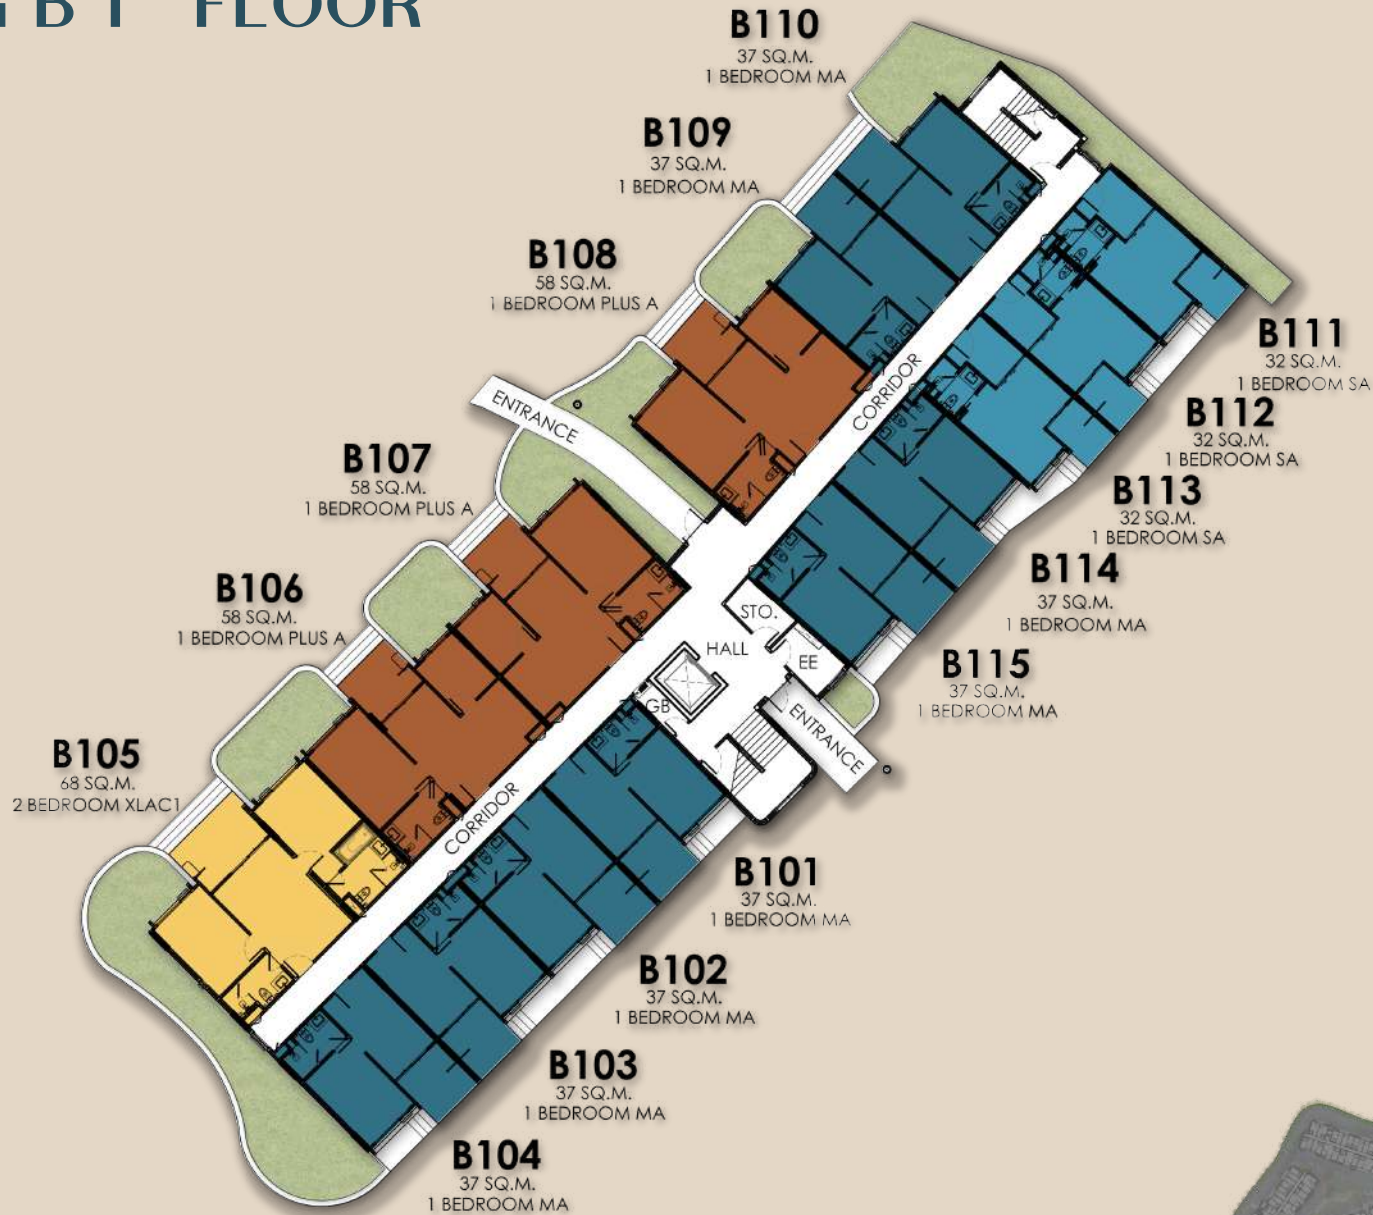 B 1 FLOOR
B110
37 SQ.M.
1 BEDROOM MA
B109
37 SQ.M.
1 BEDROOM MA
B108
58 SQ.M.
1 BEDROOM PLUS A
B107
58 SQ.M.
1 BEDROOM PLUS A
B106
58 SQ.M.
1 BEDROOM PLUS A
B105
68 SQ.M.
2 BEDROOM XLAC1
ENTRANCE
CORRIDOR
B111
32 SQ.M.
1 BEDROOM SA
B112
32 SQ.M.
1 BEDROOM SA
B113
32 SQ.M.
1 BEDROOM SA
B114
37 SQ.M.
1 BEDROOM MA
B115
37 SQ.M.
1 BEDROOM MA
STO.
HALL
EE
GB
ENTRANCE
CORRIDOR
B101
37 SQ.M.
1 BEDROOM MA
B102
37 SQ.M.
1 BEDROOM MA
B103
37 SQ.M.
1 BEDROOM MA
B104
37 SQ.M.
1 BEDROOM MA